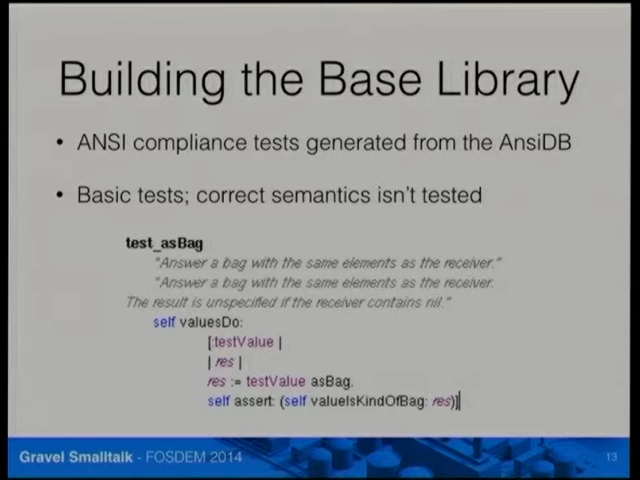 Building the Base Library
• ANSI compliance tests generated from the AnsiDB
• Basic tests; correct semantics isn't tested
test_asBag
"Answer a bag with the same elements as the receiver."
"Answer a bag with the same elements as the receiver.
The result is unspecified if the receiver contains nil."
self valuesDo:
[:testValue |
| res |
res := testValue asBag.
self assert: (self valueIsKindOfBag: res)]
Gravel Smalltalk - FOSDEM 2014
13